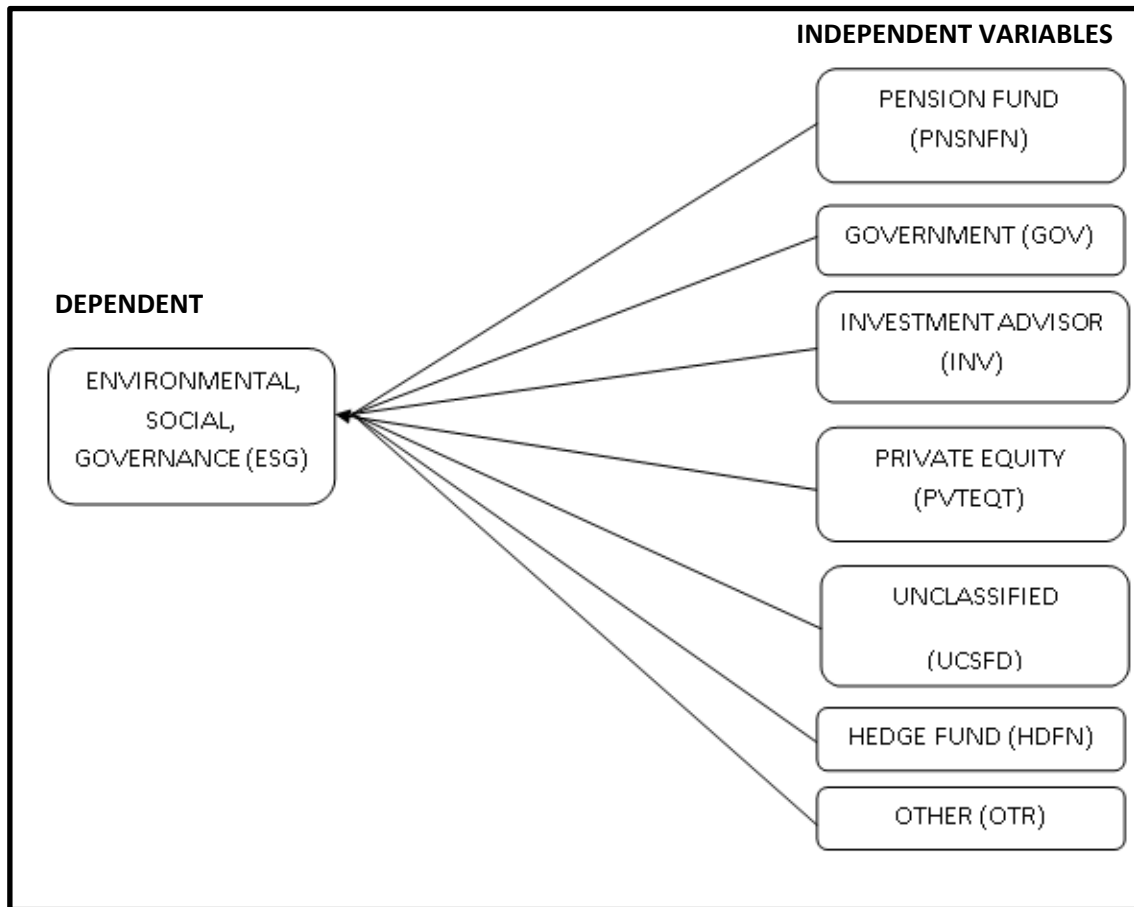 INDEPENDENT VARIABLES
PENSION FUND
(PNSNFN)
GOVERNMENT (GOV)
DEPENDENT
INVESTMENT ADVISOR
(INV)
ENVIRONMENTAL,
SOCIAL,
GOVERNANCE (ESG)
PRIVATE EQUITY
(PVTEQT)
UNCLASSIFIED
(UCSFD)
HEDGE FUND (HDFN)
OTHER (OTR)